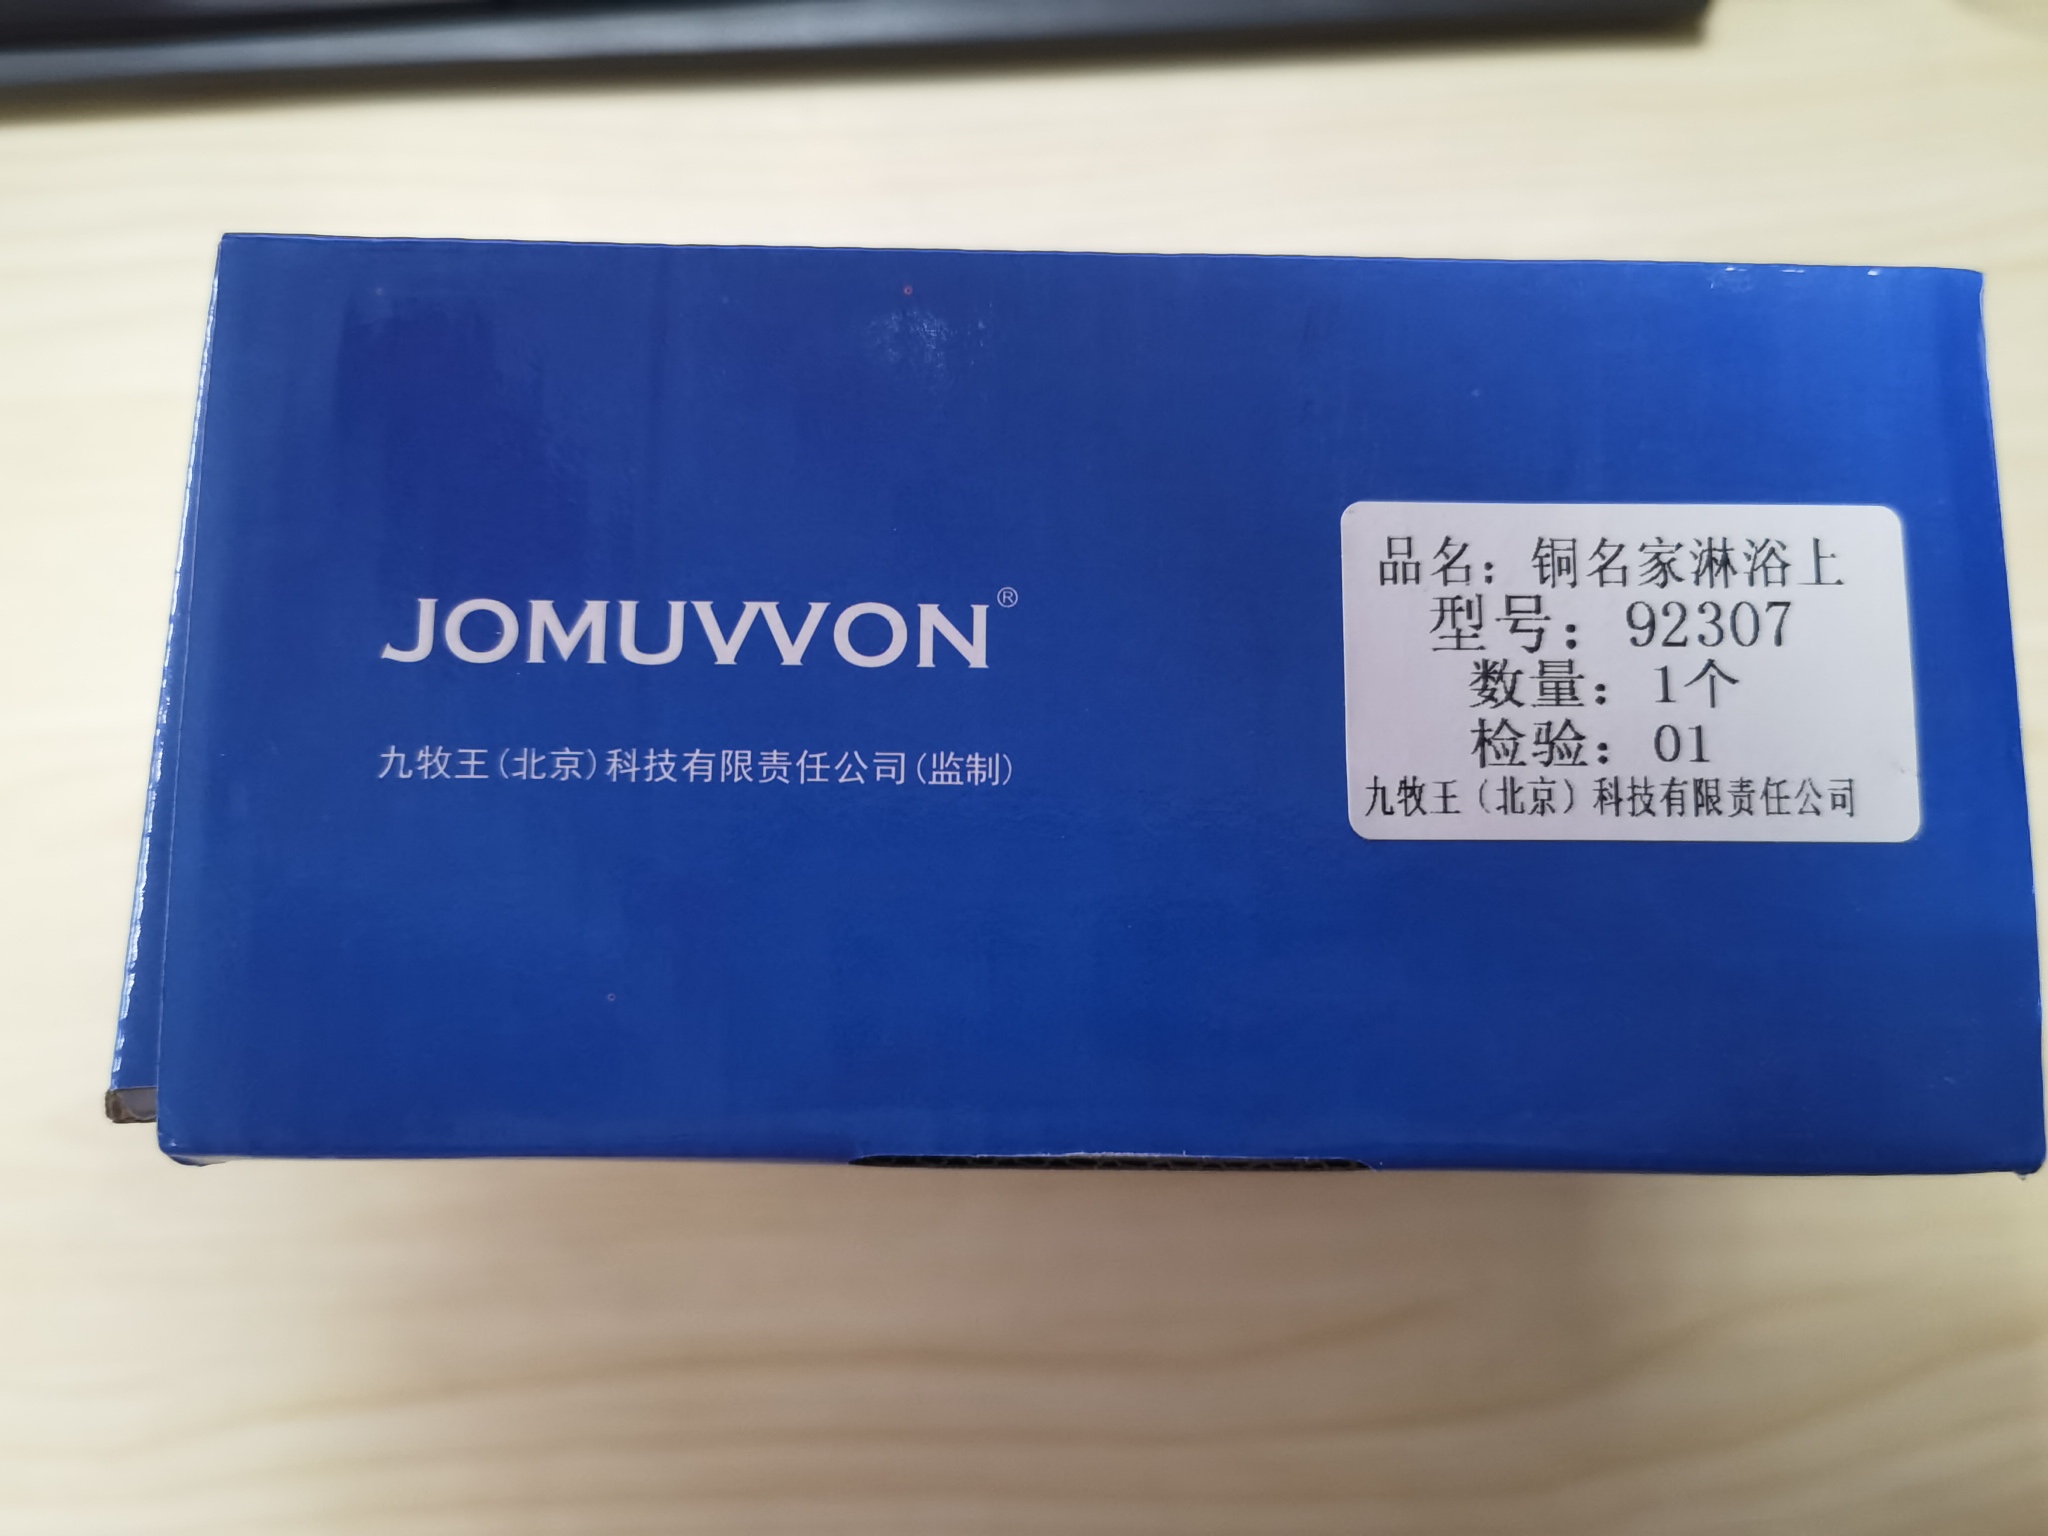 JOMUVVON®
九牧王(北京)科技有限责任公司(监制)
品名：铜名家淋浴上
型号：92307
数量：1个
检验：01
九牧王（北京）科技有限责任公司